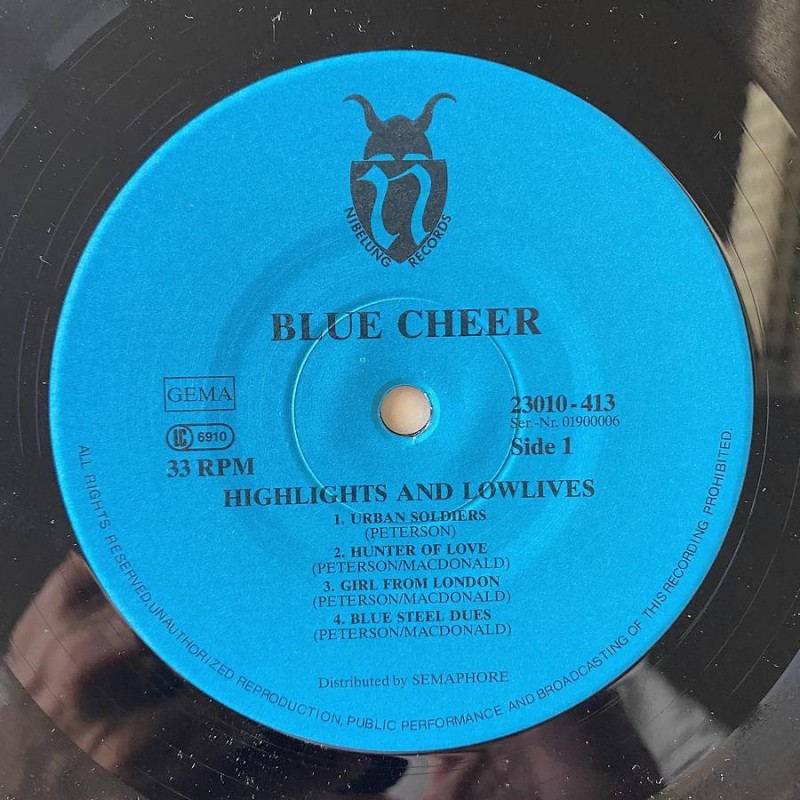 n
NIBELUNG RECORDS
BLUE CHEER
GEMA
LC 6910
33 RPM
23010-413
Ser.-Nr. 01900006
Side 1
HIGHLIGHTS AND LOWLIVES
1. URBAN SOLDIERS
(PETERSON)
2. HUNTER OF LOVE
(PETERSON/MACDONALD)
3. GIRL FROM LONDON
(PETERSON/MACDONALD)
4. BLUE STEEL DUES
(PETERSON/MACDONALD)
Distributed by SEMAPHORE
ALL RIGHTS RESERVED.UNAUTHORIZED REPRODUCTION, PUBLIC PERFORMANCE AND BROADCASTING OF THIS RECORDING PROHIBITED.